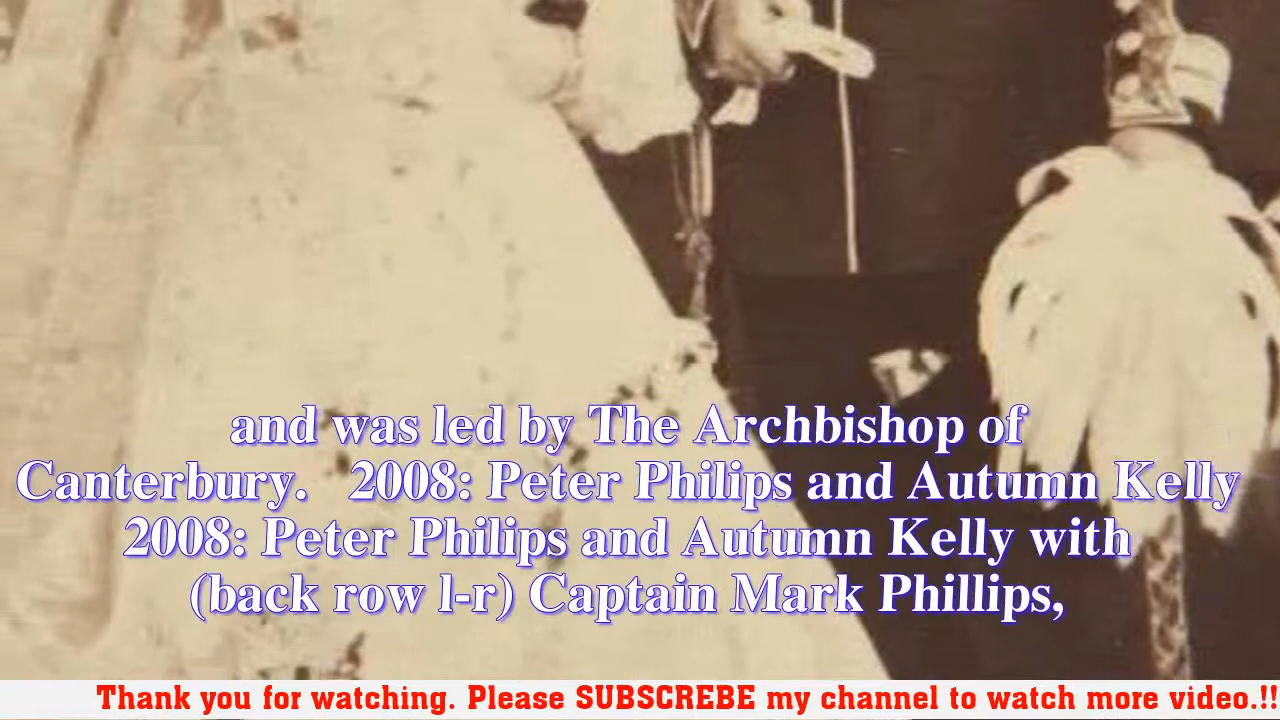 and was led by The Archbishop of
Canterbury. 2008: Peter Philips and Autumn Kelly
2008: Peter Philips and Autumn Kelly with
(back row l-r) Captain Mark Phillips,
Thank you for watching. Please SUBSCREBE my channel to watch more video.!!